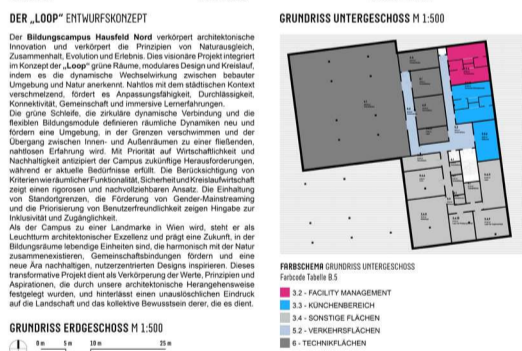 DER „LOOP“ ENTWURFSKONZEPT
Der Bildungscampus Hausfeld Nord verkörpert architektonische
Innovation und verkörpert die Prinzipien von Naturausgleich,
Zusammenhalt, Evolution und Erlebnis. Dies visionäre Projekt integriert
im Konzept der „Loop“ grüne Räume, modulares Design und Kreislauf,
indem es die dynamische Wechselwirkung zwischen bebauter
Umgebung und Natur anerkennt. Nahtlos mit dem städtischen Kontext
verschmelzend, fördert es Anpassungsfähigkeit, Durchlässigkeit,
Konnektivität, Gemeinschaft und immersive Lernerfahrungen.
Die grüne Schleife, die zirkuläre dynamische Verbindung und die
flexiblen Bildungsmodule definieren räumliche Dynamiken neu und
fördern eine Umgebung, in der Grenzen verschwimmen und der
Übergang zwischen Innen- und Außenräumen zu einer fließenden,
nahtlosen Erfahrung wird. Mit Priorität auf Wirtschaftlichkeit und
Nachhaltigkeit antizipiert der Campus zukünftige Herausforderungen,
während er aktuelle Bedürfnisse erfüllt. Die Berücksichtigung von
Kriterien wie räumlicher Funktionalität, Sicherheit und Kreislaufwirtschaft
zeigt einen rigorosen und nachvollziehbaren Ansatz. Die Einhaltung
von Standortgrenzen, die Förderung von Gender-Mainstreaming
und die Priorisierung von Benutzerfreundlichkeit zeigen Hingabe zur
Inklusivität und Zugänglichkeit.
Als der Campus zu einer Landmarke in Wien wird, steht er als
Leuchtturm architektonischer Exzellenz und prägt eine Zukunft, in der
Bildungsräume lebendige Einheiten sind, die harmonisch mit der Natur
zusammenexistieren, Gemeinschaftsbindungen fördern und eine
neue Ära nachhaltigen, nutzerzentrierten Designs inspirieren. Dieses
transformative Projekt dient als Verkörperung der Werte, Prinzipien und
Aspirationen, die durch unsere architektonische Herangehensweise
festgelegt wurden, und hinterlässt einen unauslöschlichen Eindruck
auf die Landschaft und das kollektive Bewusstsein derer, die es dient.
GRUNDRISS ERDGESCHOSS M 1:500
0m 5m 10m 25m
GRUNDRISS UNTERGESCHOSS M 1:500
FARBSCHEMA GRUNDRISS UNTERGESCHOSS
Farbcode Tabelle B.5
3.2 - FACILITY MANAGEMENT
3.3 - KÜNCHENBEREICH
3.4 - SONSTIGE FLÄCHEN
5.2 - VERKEHRSFLÄCHEN
6 - TECHNIKFLÄCHEN